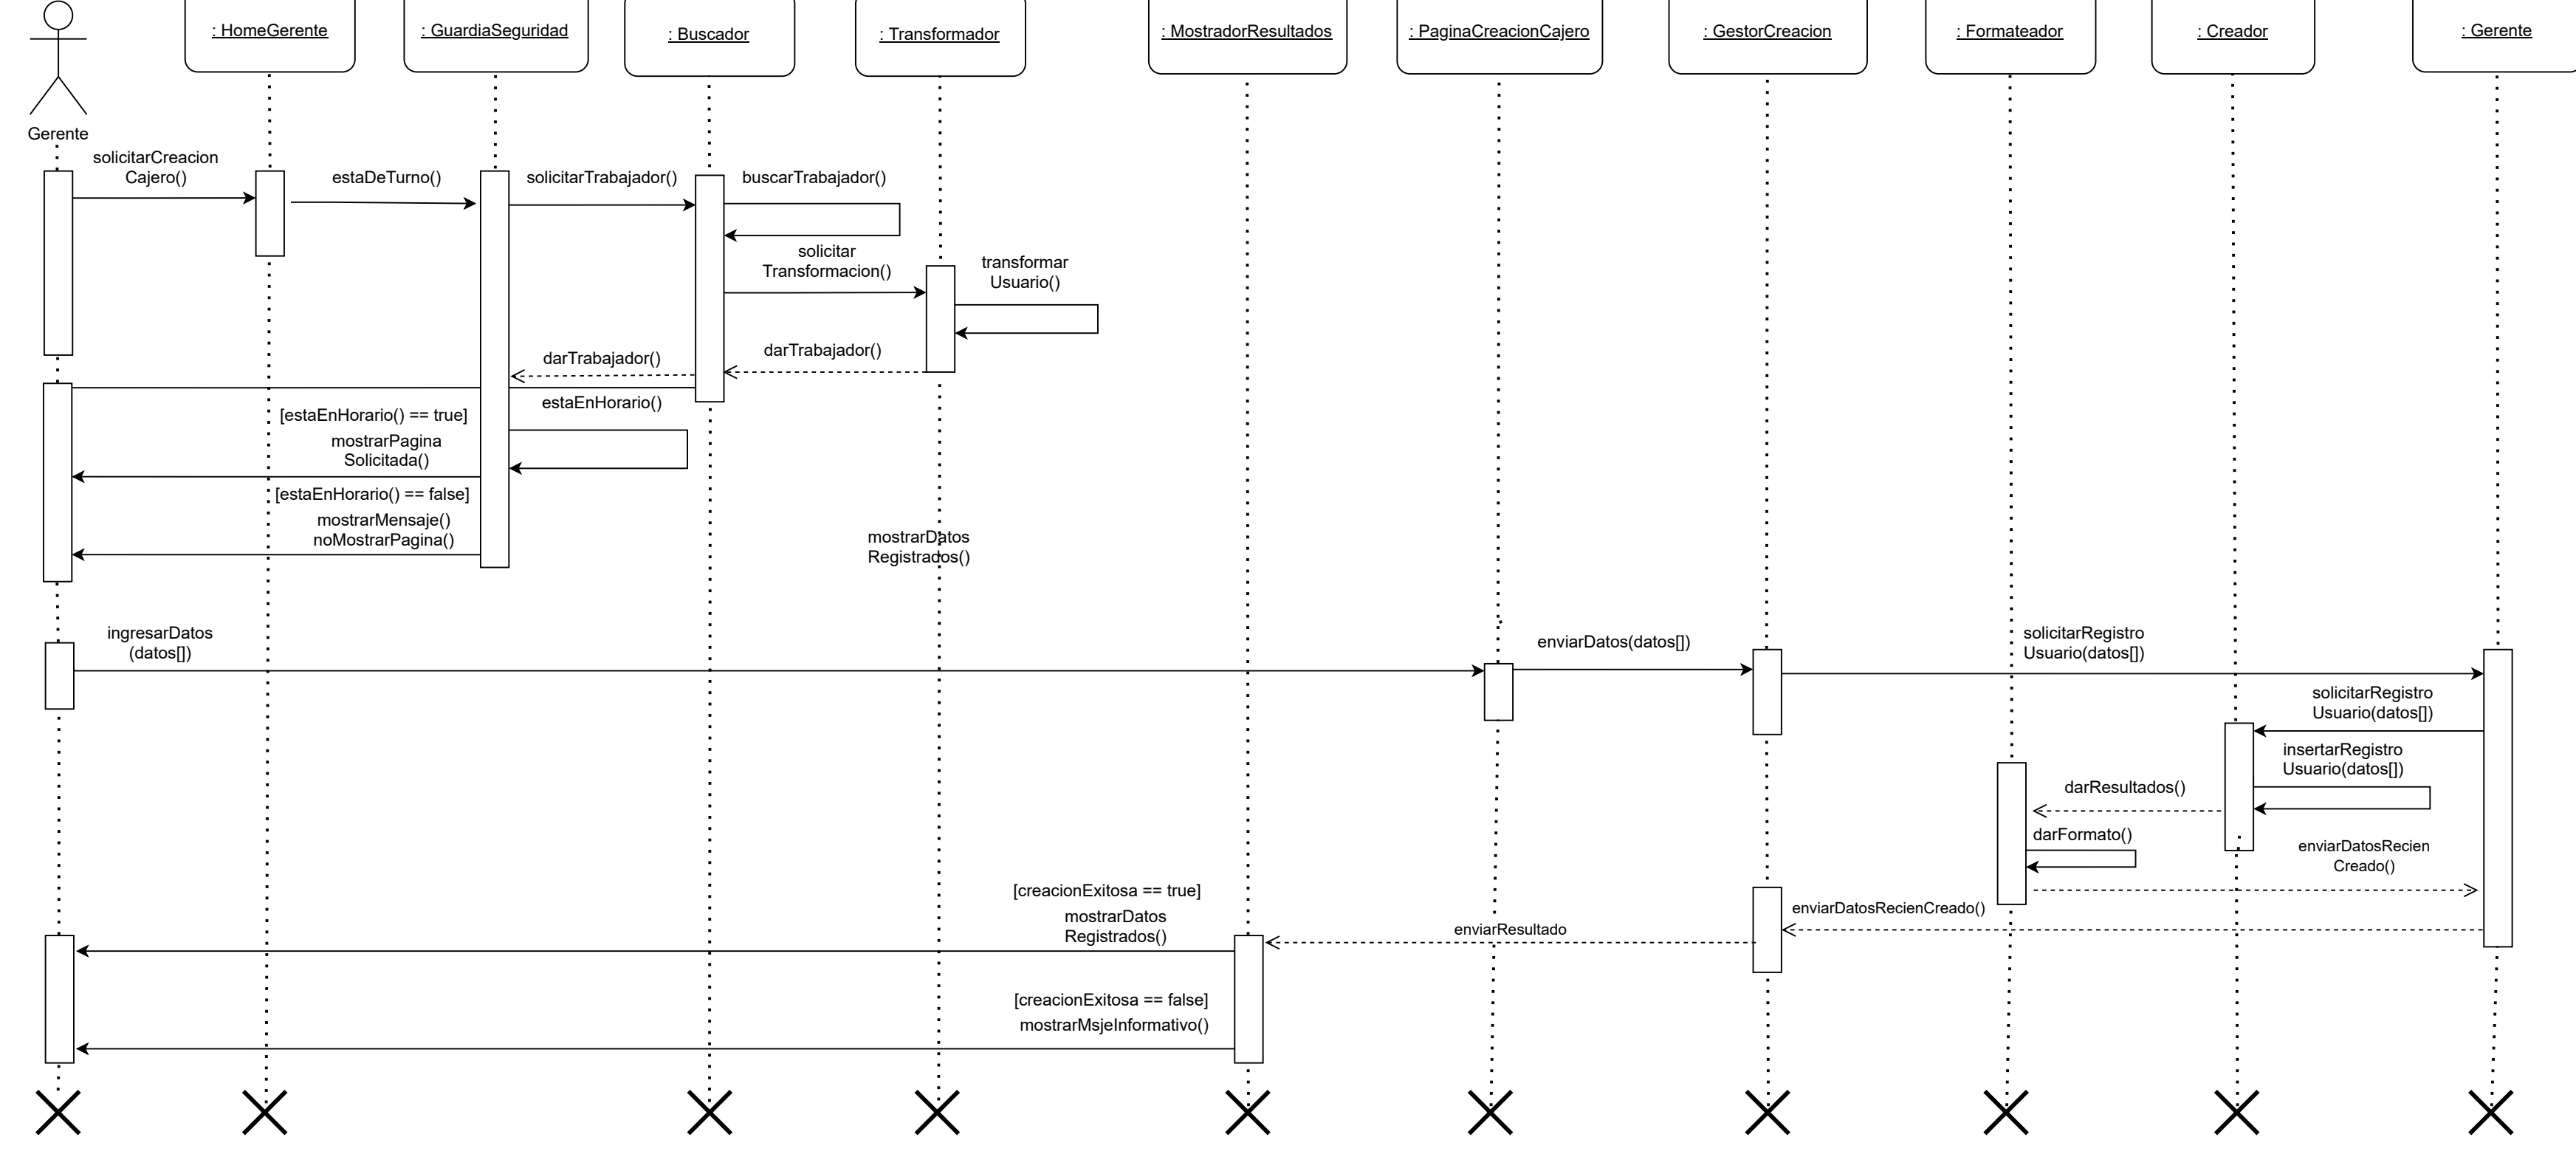 : HomeGerente
: GuardiaSeguridad
: Buscador
: Transformador
: MostradorResultados
: PaginaCreacionCajero
: GestorCreacion
: Formateador
: Creador
: Gerente
Gerente
solicitarCreacion
Cajero()
estaDeTurno()
solicitarTrabajador()
buscarTrabajador()
solicitar
Transformacion()
transformar
Usuario()
darTrabajador()
darTrabajador()
estaEnHorario()
[estaEnHorario() == true]
mostrarPagina
Solicitada()
[estaEnHorario() == false]
mostrarMensaje()
noMostrarPagina()
mostrarDatos
Registrados()
ingresarDatos
(datos[])
enviarDatos(datos[])
solicitarRegistro
Usuario(datos[])
solicitarRegistro
Usuario(datos[])
insertarRegistro
Usuario(datos[])
darResultados()
darFormato()
enviarDatosRecien
Creado()
enviarDatosRecienCreado()
enviarResultado
[creacionExitosa == true]
mostrarDatos
Registrados()
[creacionExitosa == false]
mostrarMsjeInformativo()